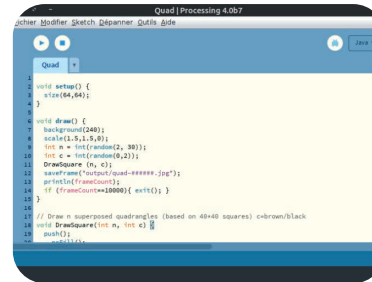 Quad | Processing 4.0b7
ichier Modifier Sketch Dépanner Outils Aide
Java
Quad
1
2 void setup() {
3 size(64,64);
4 }
5
6 void draw() {
7 background(240);
8 scale(1.5,1.5,0);
9 int n = int(random(2, 30));
10 int c = int(random(0,2));
11 DrawSquare (n, c);
12 saveFrame("output/quad-######.jpg");
13 println(frameCount);
14 if (frameCount==10000){ exit(); }
15 }
16
17 // Draw n superposed quadrangles (based on 40×40 squares) c=brown/black
18 void DrawSquare(int n, int c) {
19 push();
noFill();